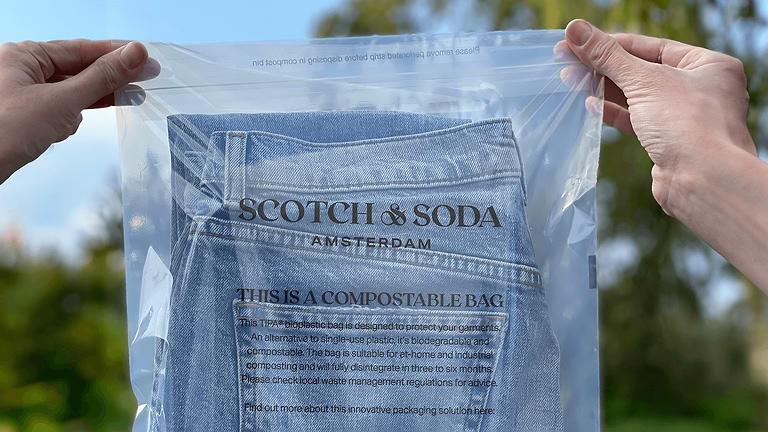 Please remove perforated strip before disposing in compost bin
SCOTCH & SODA
AMSTERDAM
THIS IS A COMPOSTABLE BAG
This TIPA® bioplastic bag is designed to protect your garments.
An alternative to single-use plastic, it's biodegradable and
compostable. The bag is suitable for at-home and industrial
composting and will fully disintegrate in three to six months.
Please check local waste management regulations for advice.
Find out more about this innovative packaging solution here: